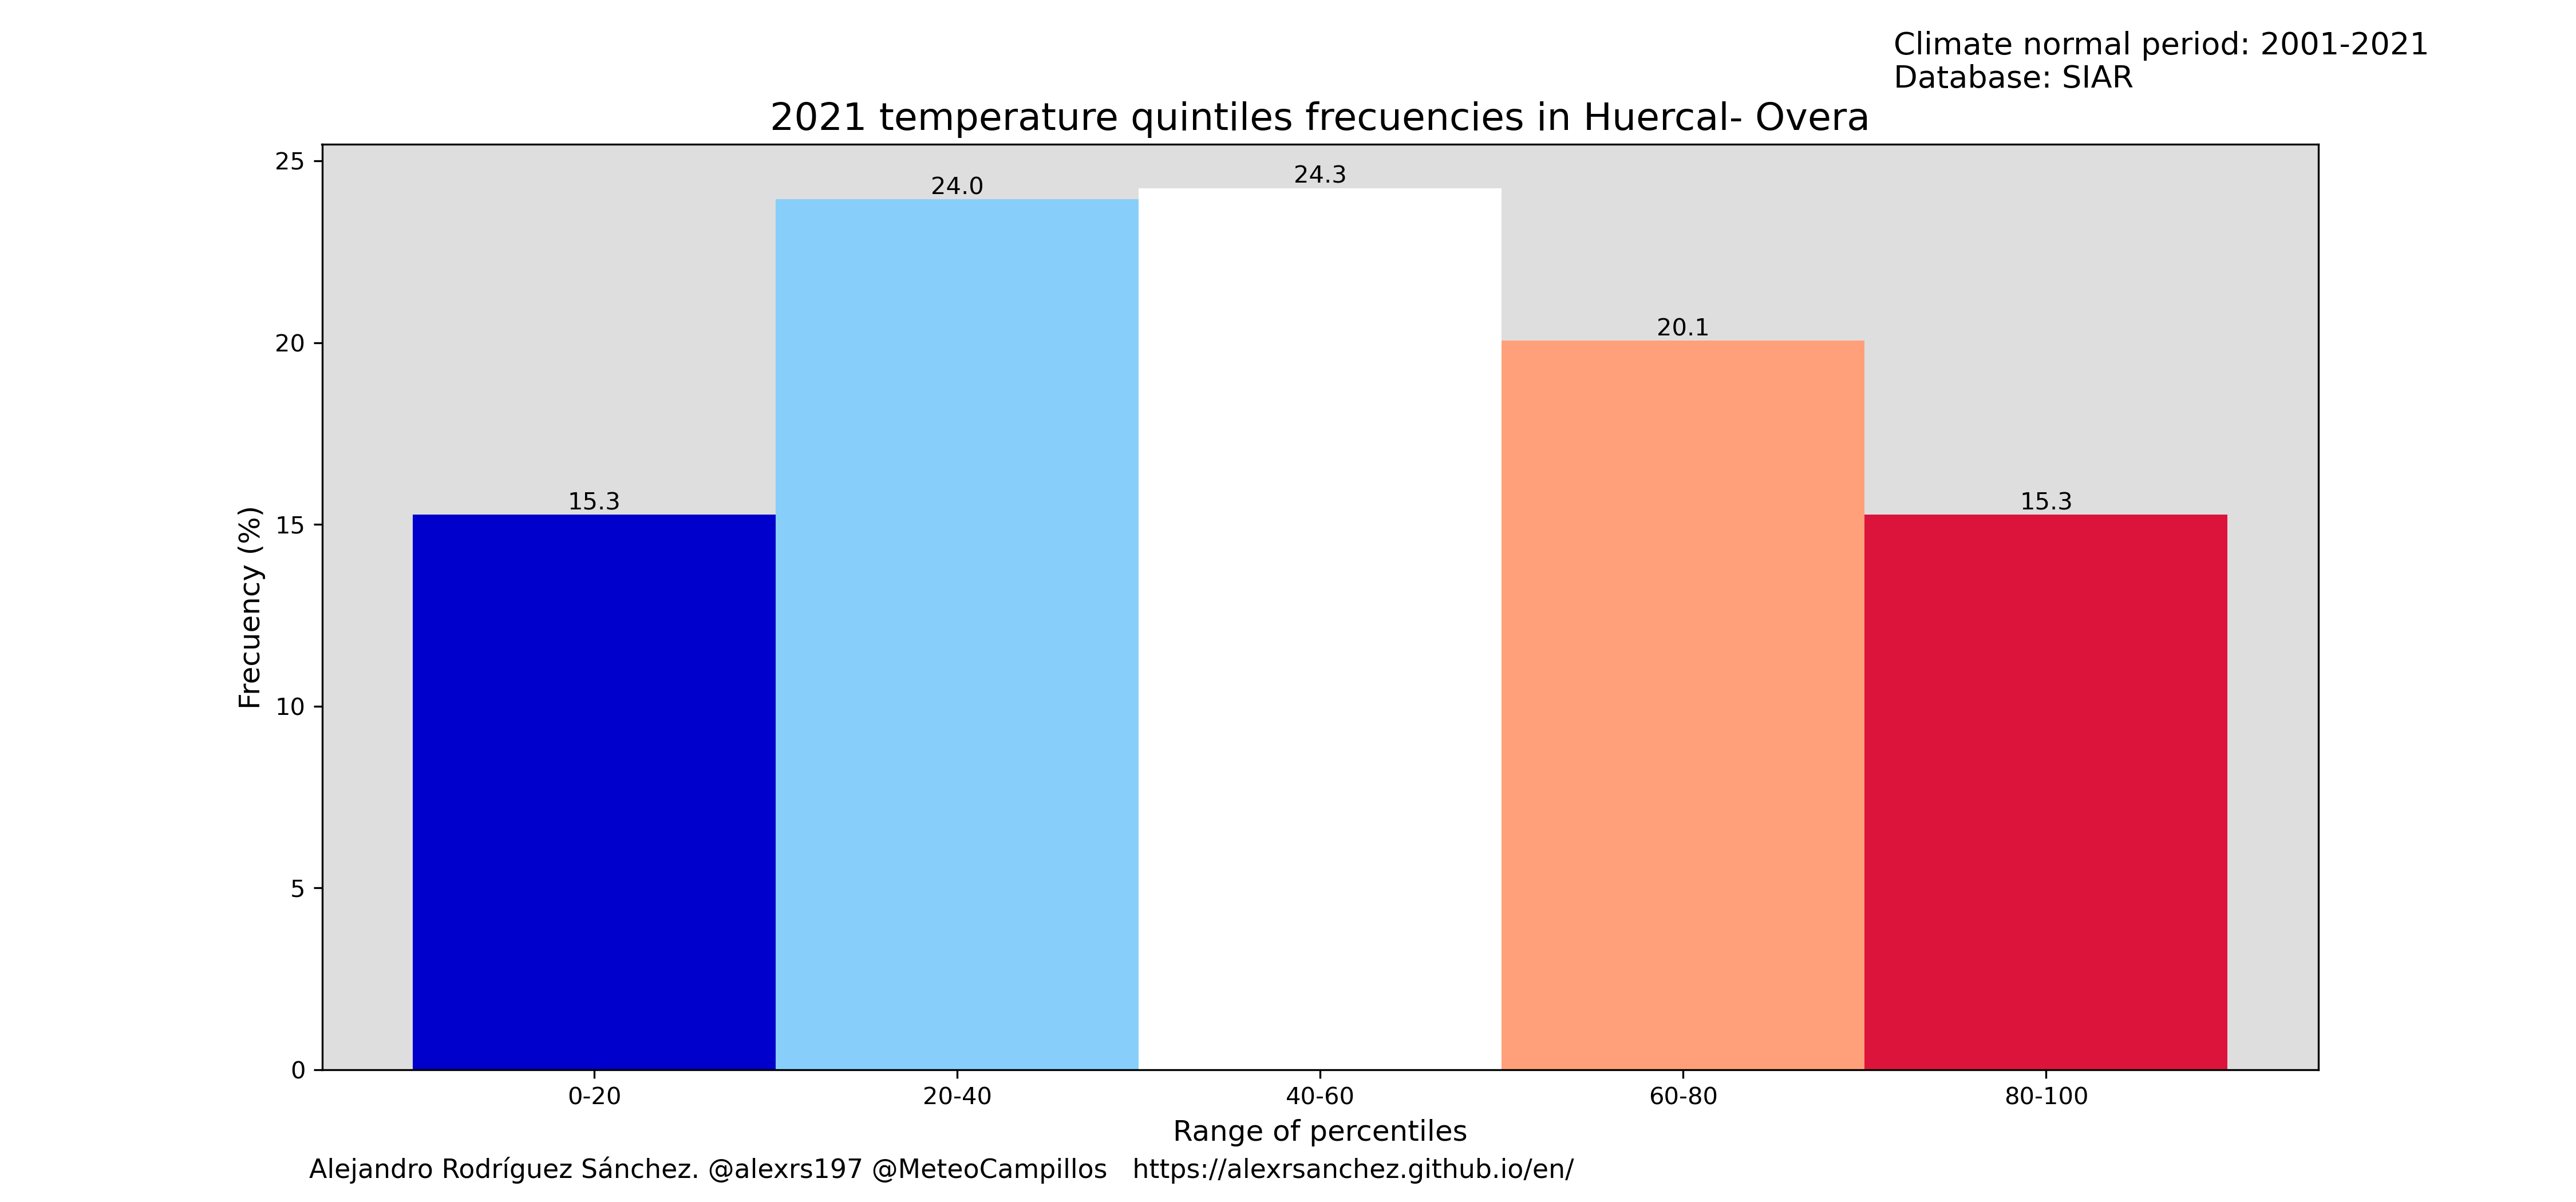 Climate normal period: 2001-2021
Database: SIAR
2021 temperature quintiles frecuencies in Huercal- Overa
25
20
15
10
5
0
Frecuency (%)
15.3
24.0
24.3
20.1
15.3
0-20
20-40
40-60
60-80
80-100
Range of percentiles
Alejandro Rodríguez Sánchez. @alexrs197 @MeteoCampillos https://alexrsanchez.github.io/en/